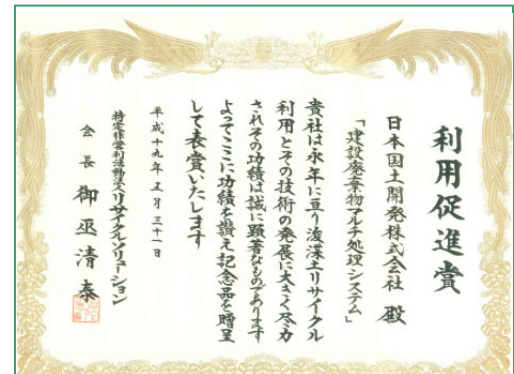 利用促進賞
日本国土開発株式会社 殿
「建設廃棄物マルチ処理システム」
貴社は永年に亘り浚渫土リサイクル
利用とその技術の発展に大きく尽力
されその功績は誠に顕著なものであります
よってここに功績を讃え記念品を贈呈
して表賞いたします
平成十九年五月三十一日
特定非営利活動法人リサイクルソリューション
会長 御巫清泰